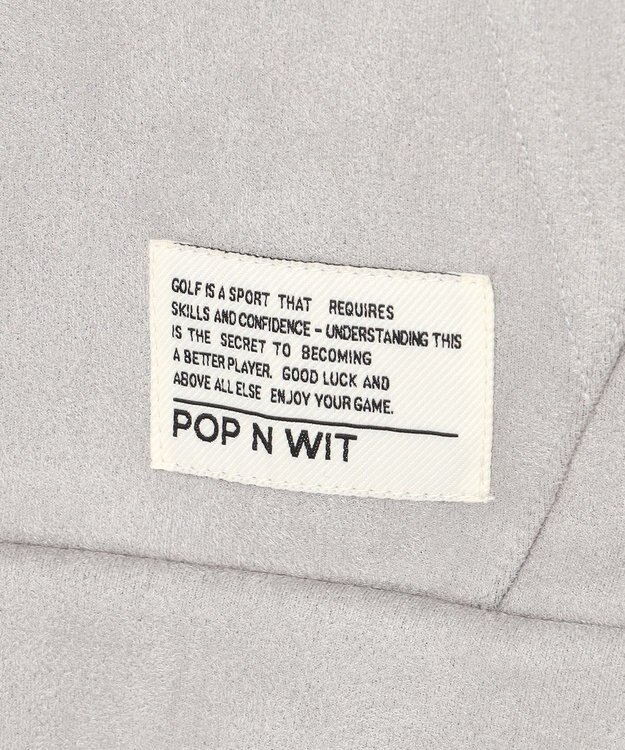 GOLF IS A SPORT THAT REQUIRES
SKILLS AND CONFIDENCE - UNDERSTANDING THIS
IS THE SECRET TO BECOMING
A BETTER PLAYER. GOOD LUCK AND
ABOVE ALL ELSE ENJOY YOUR GAME.
POP N WIT